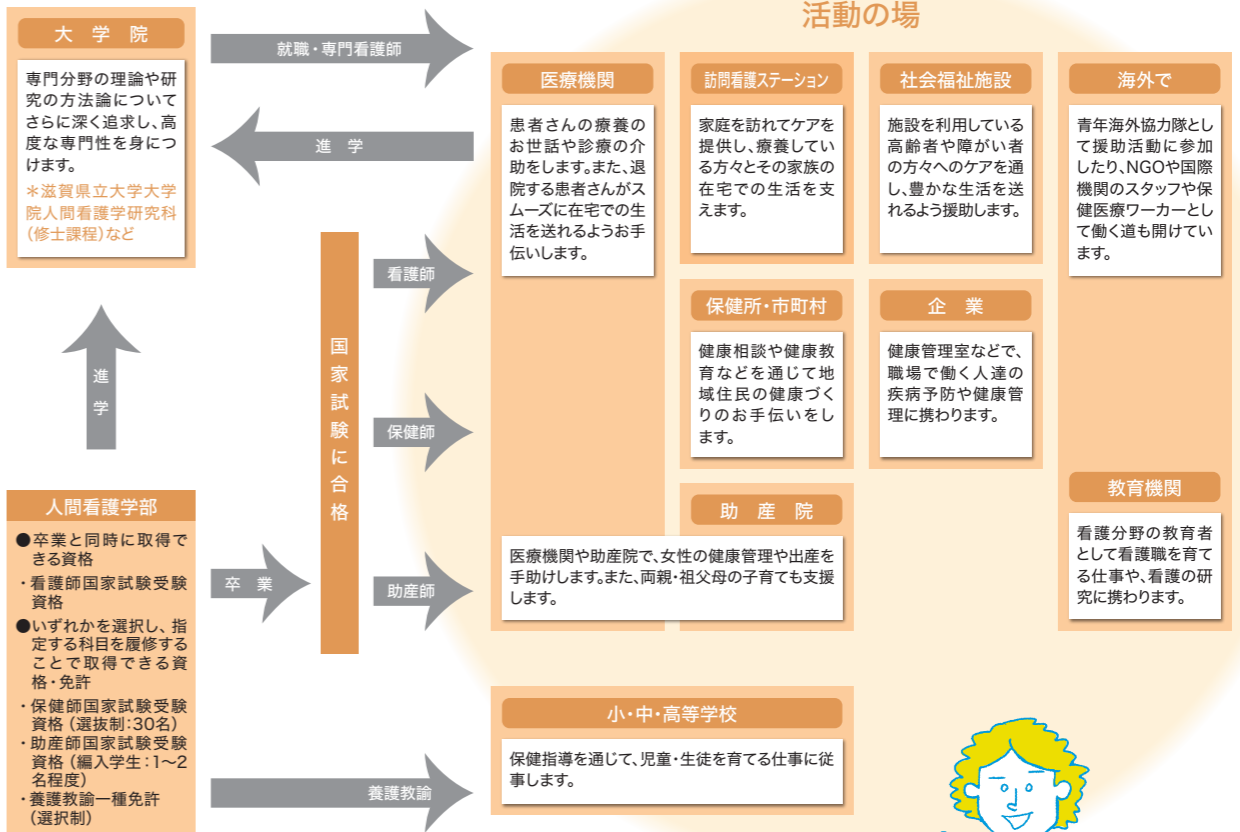 活動の場
大学院
専門分野の理論や研
究の方法論について
さらに深く追求し、高
度な専門性を身につ
けます。
＊滋賀県立大学大学
院人間看護学研究科
(修士課程)など
就職・専門看護師
進学
進
学
人間看護学部
●卒業と同時に取得で
きる資格
・看護師国家試験受験
資格
●いずれかを選択し、指
定する科目を履修する
ことで取得できる資
格・免許
・保健師国家試験受験
資格(選抜制:30名)
・助産師国家試験受験
資格(編入学生:1〜2
名程度)
・養護教諭一種免許
(選択制)
卒業
国家試験に合格
看護師
保健師
助産師
養護教諭
医療機関
患者さんの療養の
お世話や診療の介
助をします。また、退
院する患者さんがス
ムーズに在宅での生
活を送れるようお手
伝いします。
訪問看護ステーション
家庭を訪れてケアを
提供し、療養してい
る方々とその家族の
在宅での生活を支
えます。
社会福祉施設
施設を利用している
高齢者や障がい者
の方々へのケアを通
し、豊かな生活を送
れるよう援助します。
海外で
青年海外協力隊とし
て援助活動に参加
したり、NGOや国際
機関のスタッフや保
健医療ワーカーとし
て働く道も開けてい
ます。
保健所・市町村
健康相談や健康教
育などを通じて地
域住民の健康づく
りのお手伝いをし
ます。
企業
健康管理室などで、
職場で働く人達の
疾病予防や健康管
理に携わります。
助産院
医療機関や助産院で、女性の健康管理や出産を
手助けします。また、両親・祖父母の子育ても支援
します。
教育機関
看護分野の教育者
として看護職を育て
る仕事や、看護の研
究に携わります。
小・中・高等学校
保健指導を通じて、児童・生徒を育てる仕事に従
事します。